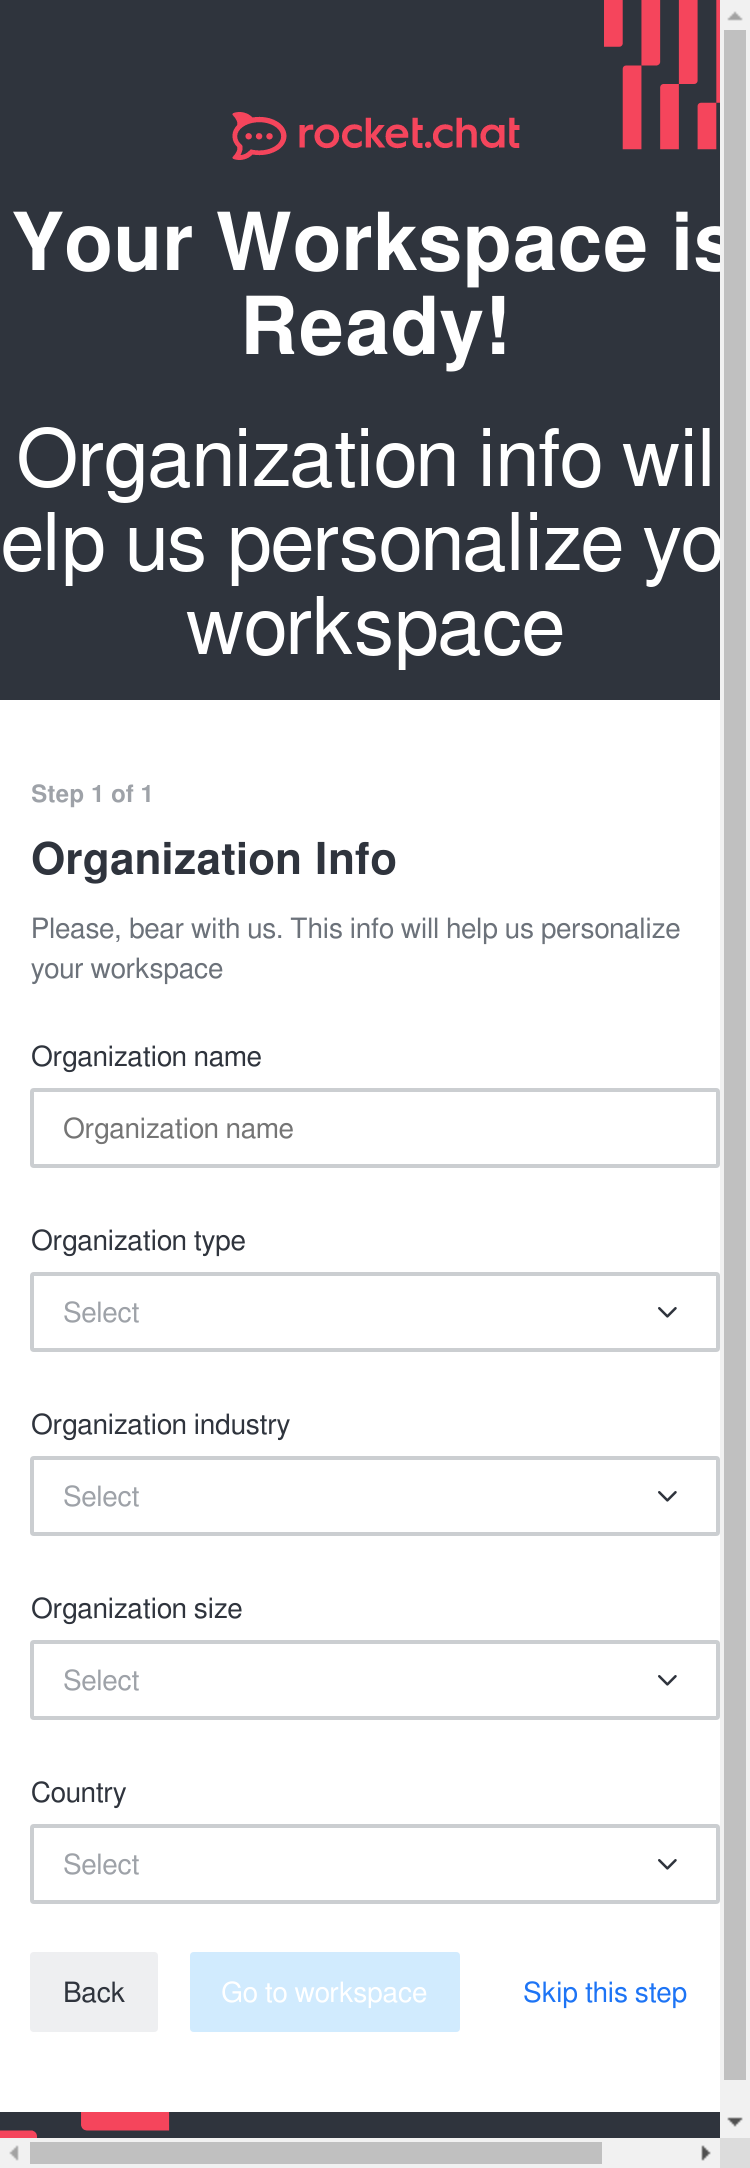 rocket.chat
Your Workspace is
Ready!
Organization info wil
elp us personalize yo
workspace
Step 1 of 1
Organization Info
Please, bear with us. This info will help us personalize
your workspace
Organization name
Organization name
Organization type
Select
Organization industry
Select
Organization size
Select
Country
Select
Back Go to workspace Skip this step